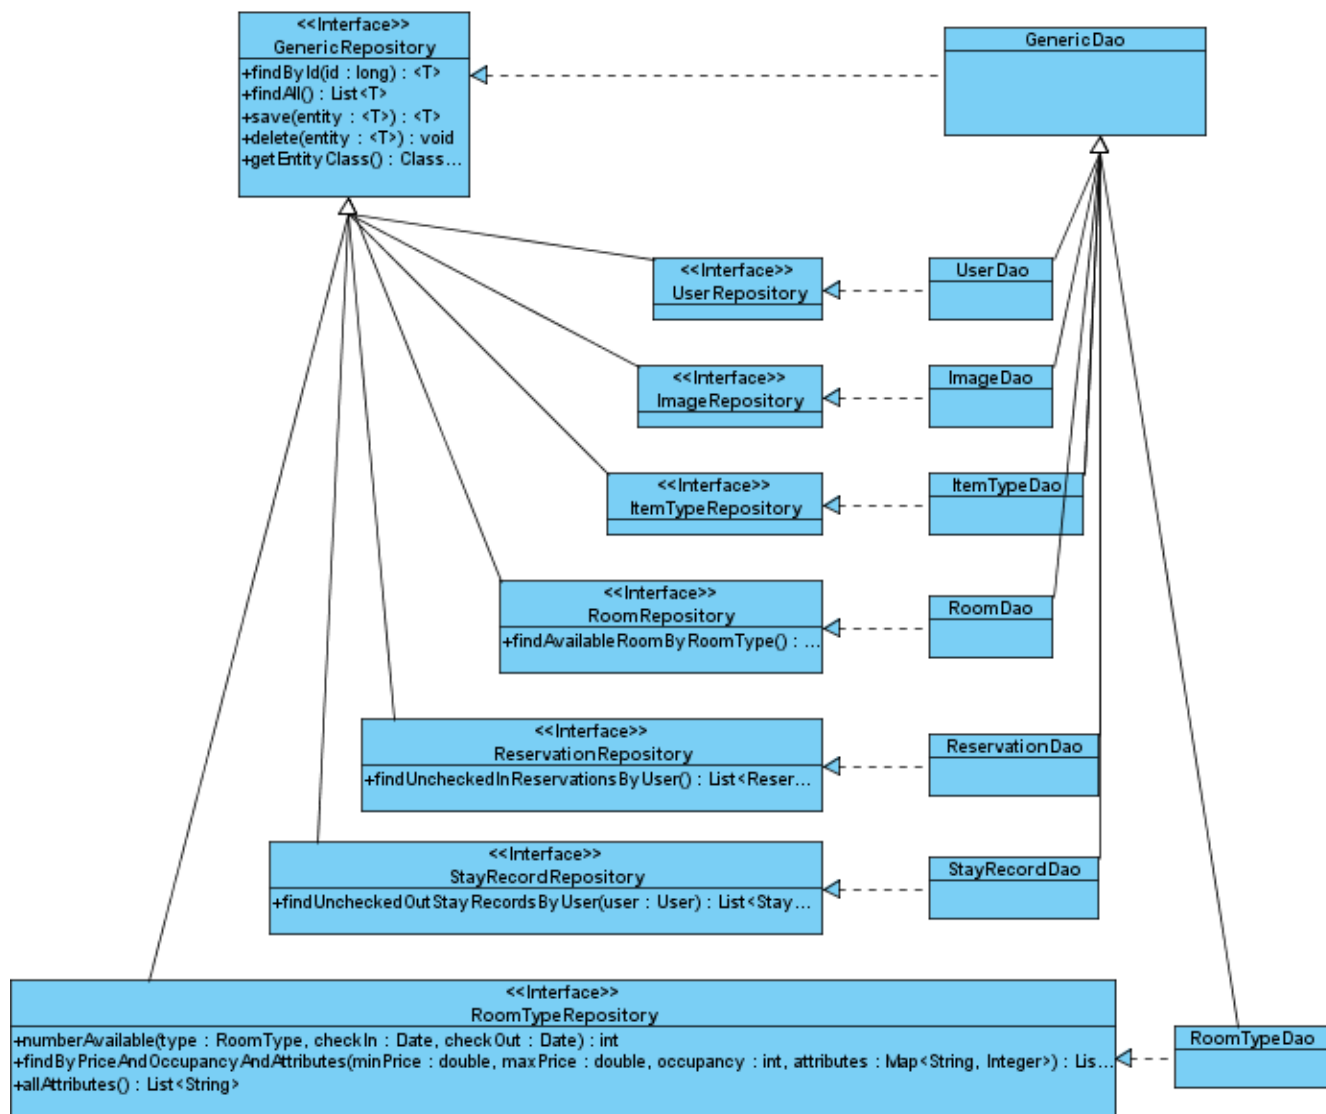 <<Interface>>
GenericRepository
+findById(id : long) : <T>
+findAll() : List<T>
+save(entity : <T>) : <T>
+delete(entity : <T>) : void
+getEntityClass() : Class...
GenericDao
<<Interface>>
UserRepository
UserDao
<<Interface>>
ImageRepository
ImageDao
<<Interface>>
ItemTypeRepository
ItemTypeDao
<<Interface>>
RoomRepository
+findAvailableRoomByRoomType() : ...
RoomDao
<<Interface>>
ReservationRepository
+findUncheckedInReservationsByUser() : List<Reser...
ReservationDao
<<Interface>>
StayRecordRepository
+findUncheckedOutStayRecordsByUser(user : User) : List<Stay...
StayRecordDao
<<Interface>>
RoomTypeRepository
+numberAvailable(type : RoomType, checkIn : Date, checkOut : Date) : int
+findByPriceAndOccupancyAndAttributes(minPrice : double, maxPrice : double, occupancy : int, attributes : Map<String, Integer>) : Lis...
+allAttributes() : List<String>
RoomTypeDao